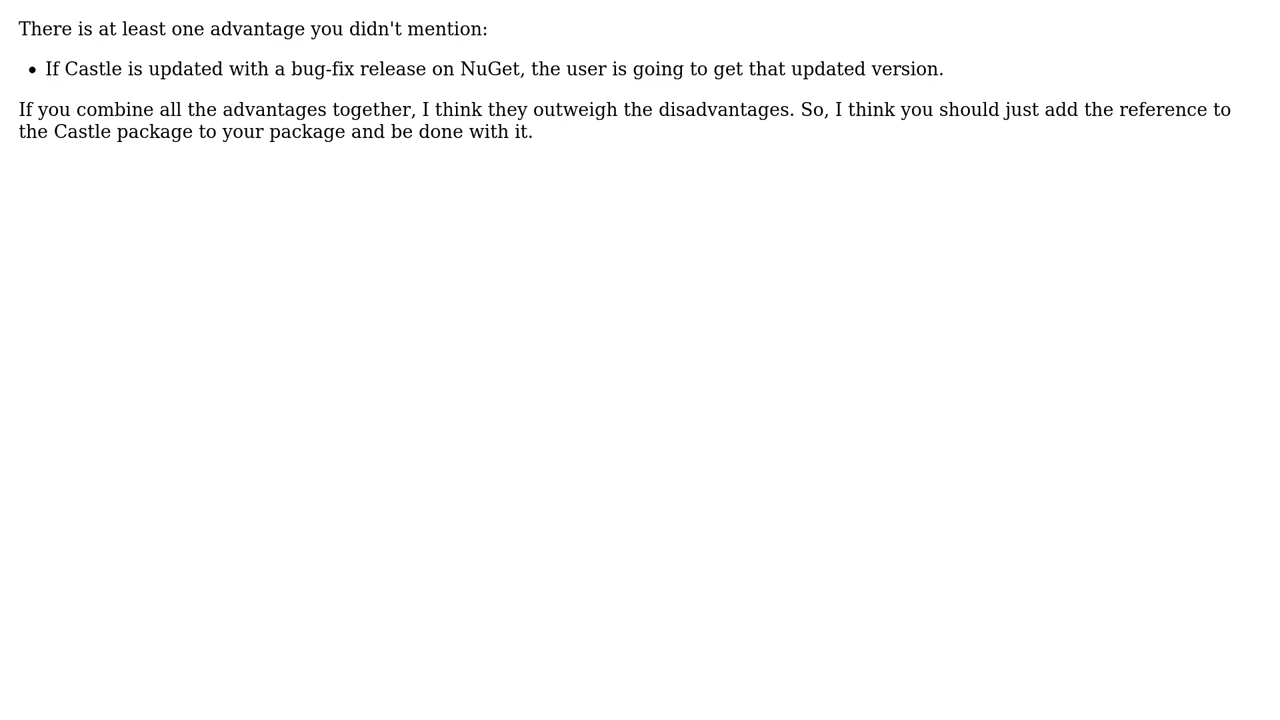 There is at least one advantage you didn't mention:
• If Castle is updated with a bug-fix release on NuGet, the user is going to get that updated version.
If you combine all the advantages together, I think they outweigh the disadvantages. So, I think you should just add the reference to
the Castle package to your package and be done with it.